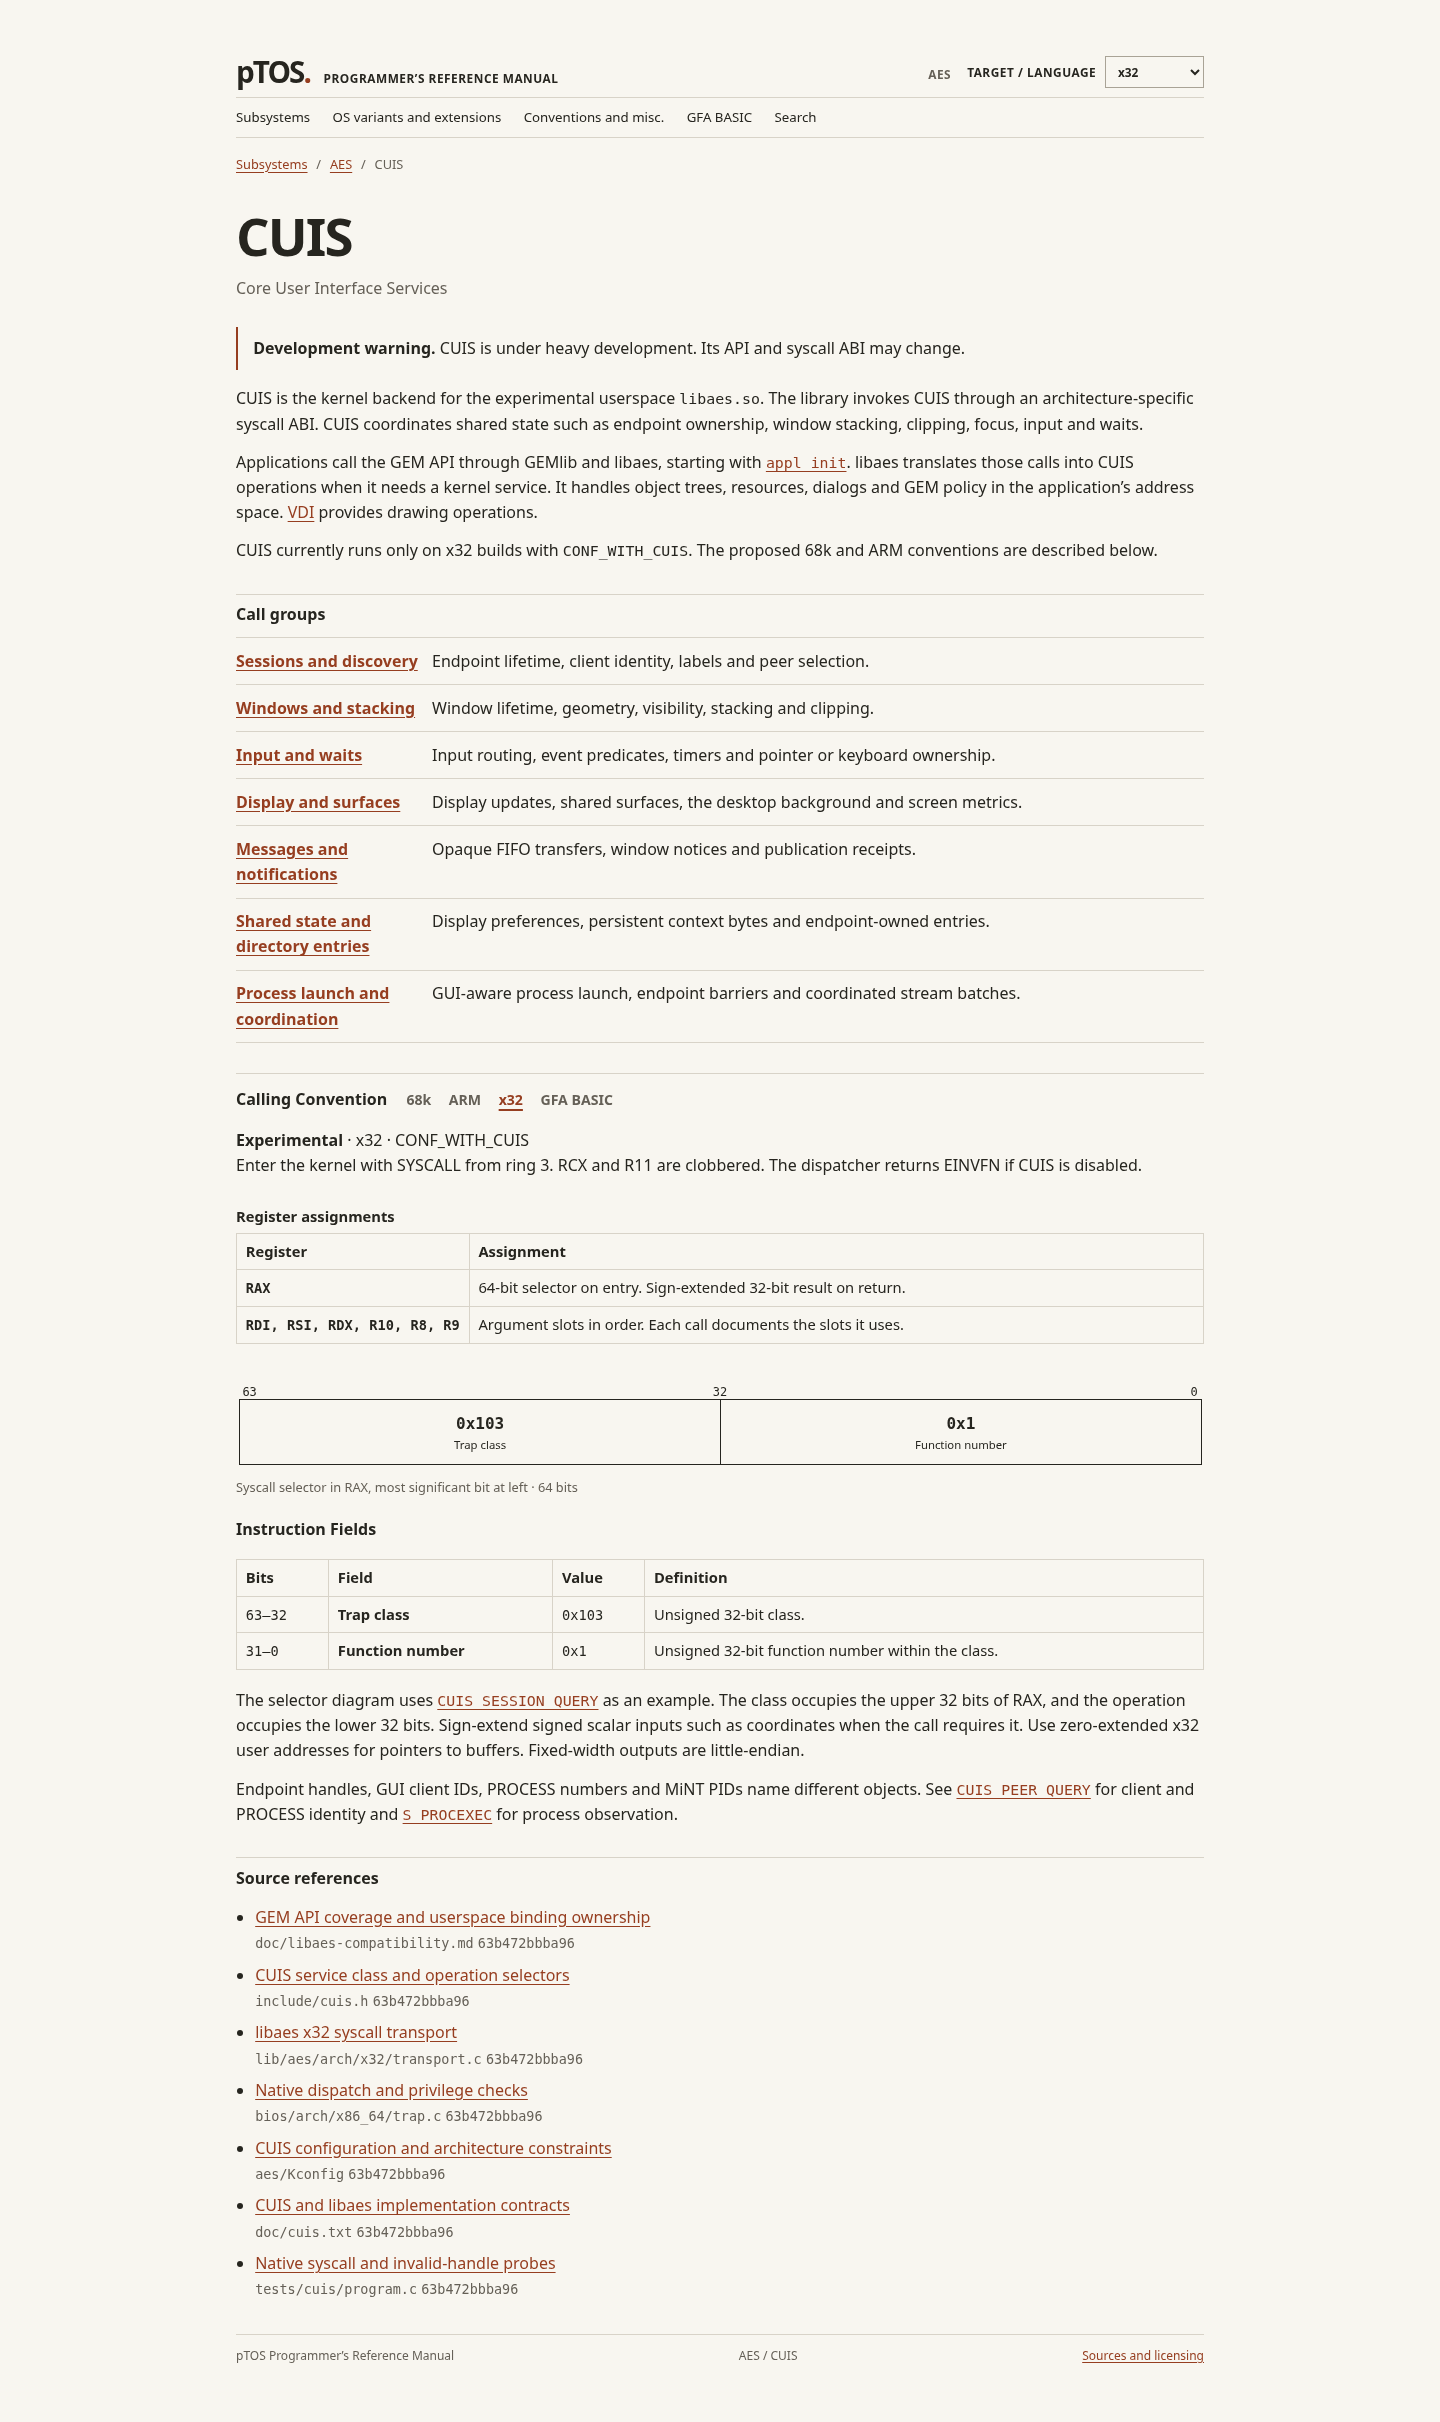 pTOS. PROGRAMMER’S REFERENCE MANUAL AES TARGET / LANGUAGE x32
Subsystems OS variants and extensions Conventions and misc. GFA BASIC Search
Subsystems / AES / CUIS
CUIS
Core User Interface Services
Development warning. CUIS is under heavy development. Its API and syscall ABI may change.
CUIS is the kernel backend for the experimental userspace libaes.so. The library invokes CUIS through an architecture-specific
syscall ABI. CUIS coordinates shared state such as endpoint ownership, window stacking, clipping, focus, input and waits.
Applications call the GEM API through GEMlib and libaes, starting with appl_init. libaes translates those calls into CUIS
operations when it needs a kernel service. It handles object trees, resources, dialogs and GEM policy in the application’s address
space. VDI provides drawing operations.
CUIS currently runs only on x32 builds with CONF_WITH_CUIS. The proposed 68k and ARM conventions are described below.
Call groups
Sessions and discovery Endpoint lifetime, client identity, labels and peer selection.
Windows and stacking Window lifetime, geometry, visibility, stacking and clipping.
Input and waits Input routing, event predicates, timers and pointer or keyboard ownership.
Display and surfaces Display updates, shared surfaces, the desktop background and screen metrics.
Messages and Opaque FIFO transfers, window notices and publication receipts.
notifications
Shared state and Display preferences, persistent context bytes and endpoint-owned entries.
directory entries
Process launch and GUI-aware process launch, endpoint barriers and coordinated stream batches.
coordination
Calling Convention 68k ARM x32 GFA BASIC
Experimental · x32 · CONF_WITH_CUIS
Enter the kernel with SYSCALL from ring 3. RCX and R11 are clobbered. The dispatcher returns EINVFN if CUIS is disabled.
Register assignments
Register Assignment
RAX 64-bit selector on entry. Sign-extended 32-bit result on return.
RDI, RSI, RDX, R10, R8, R9 Argument slots in order. Each call documents the slots it uses.
63 32 0
0x103 0x1
Trap class Function number
Syscall selector in RAX, most significant bit at left · 64 bits
Instruction Fields
Bits Field Value Definition
63–32 Trap class 0x103 Unsigned 32-bit class.
31–0 Function number 0x1 Unsigned 32-bit function number within the class.
The selector diagram uses CUIS_SESSION_QUERY as an example. The class occupies the upper 32 bits of RAX, and the operation
occupies the lower 32 bits. Sign-extend signed scalar inputs such as coordinates when the call requires it. Use zero-extended x32
user addresses for pointers to buffers. Fixed-width outputs are little-endian.
Endpoint handles, GUI client IDs, PROCESS numbers and MiNT PIDs name different objects. See CUIS_PEER_QUERY for client and
PROCESS identity and S_PROCEXEC for process observation.
Source references
• GEM API coverage and userspace binding ownership
doc/libaes-compatibility.md 63b472bbba96
• CUIS service class and operation selectors
include/cuis.h 63b472bbba96
• libaes x32 syscall transport
lib/aes/arch/x32/transport.c 63b472bbba96
• Native dispatch and privilege checks
bios/arch/x86_64/trap.c 63b472bbba96
• CUIS configuration and architecture constraints
aes/Kconfig 63b472bbba96
• CUIS and libaes implementation contracts
doc/cuis.txt 63b472bbba96
• Native syscall and invalid-handle probes
tests/cuis/program.c 63b472bbba96
pTOS Programmer’s Reference Manual AES / CUIS Sources and licensing